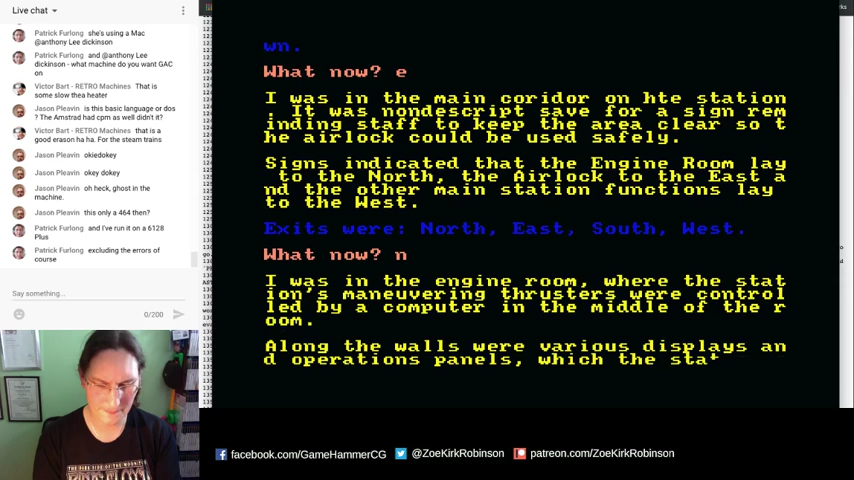 Live chat
Patrick Furlong she's using a Mac
@anthony Lee dickinson
Patrick Furlong and @anthony Lee
dickinson - what machine do you want GAC
on
Victor Bart - RETRO Machines That is
some slow thea heater
Jason Pleavin is this basic language or dos
? The Amstrad had cpm as well didn't it?
Victor Bart - RETRO Machines that is a
good erason ha ha. For the steam trains
Jason Pleavin okiedokey
Jason Pleavin okey dokey
Jason Pleavin oh heck, ghost in the
machine.
Jason Pleavin this only a 464 then?
Patrick Furlong and I've run it on a 6128
Plus
Patrick Furlong excluding the errors of
course
Say something...
0/200
wn.
What now? e
I was in the main coridor on hte station
. It was nondescript save for a sign rem
inding staff to keep the area clear so t
he airlock could be used safely.
Signs indicated that the Engine Room lay
to the North, the Airlock to the East a
nd the other main station functions lay
to the West.
Exits were: North, East, South, West.
What now? n
I was in the engine room, where the stat
ion's maneuvering thrusters were control
led by a computer in the middle of the r
oom.
Along the walls were various displays an
d operations panels, which the sta
facebook.com/GameHammerCG
@ZoeKirkRobinson
patreon.com/ZoeKirkRobinson